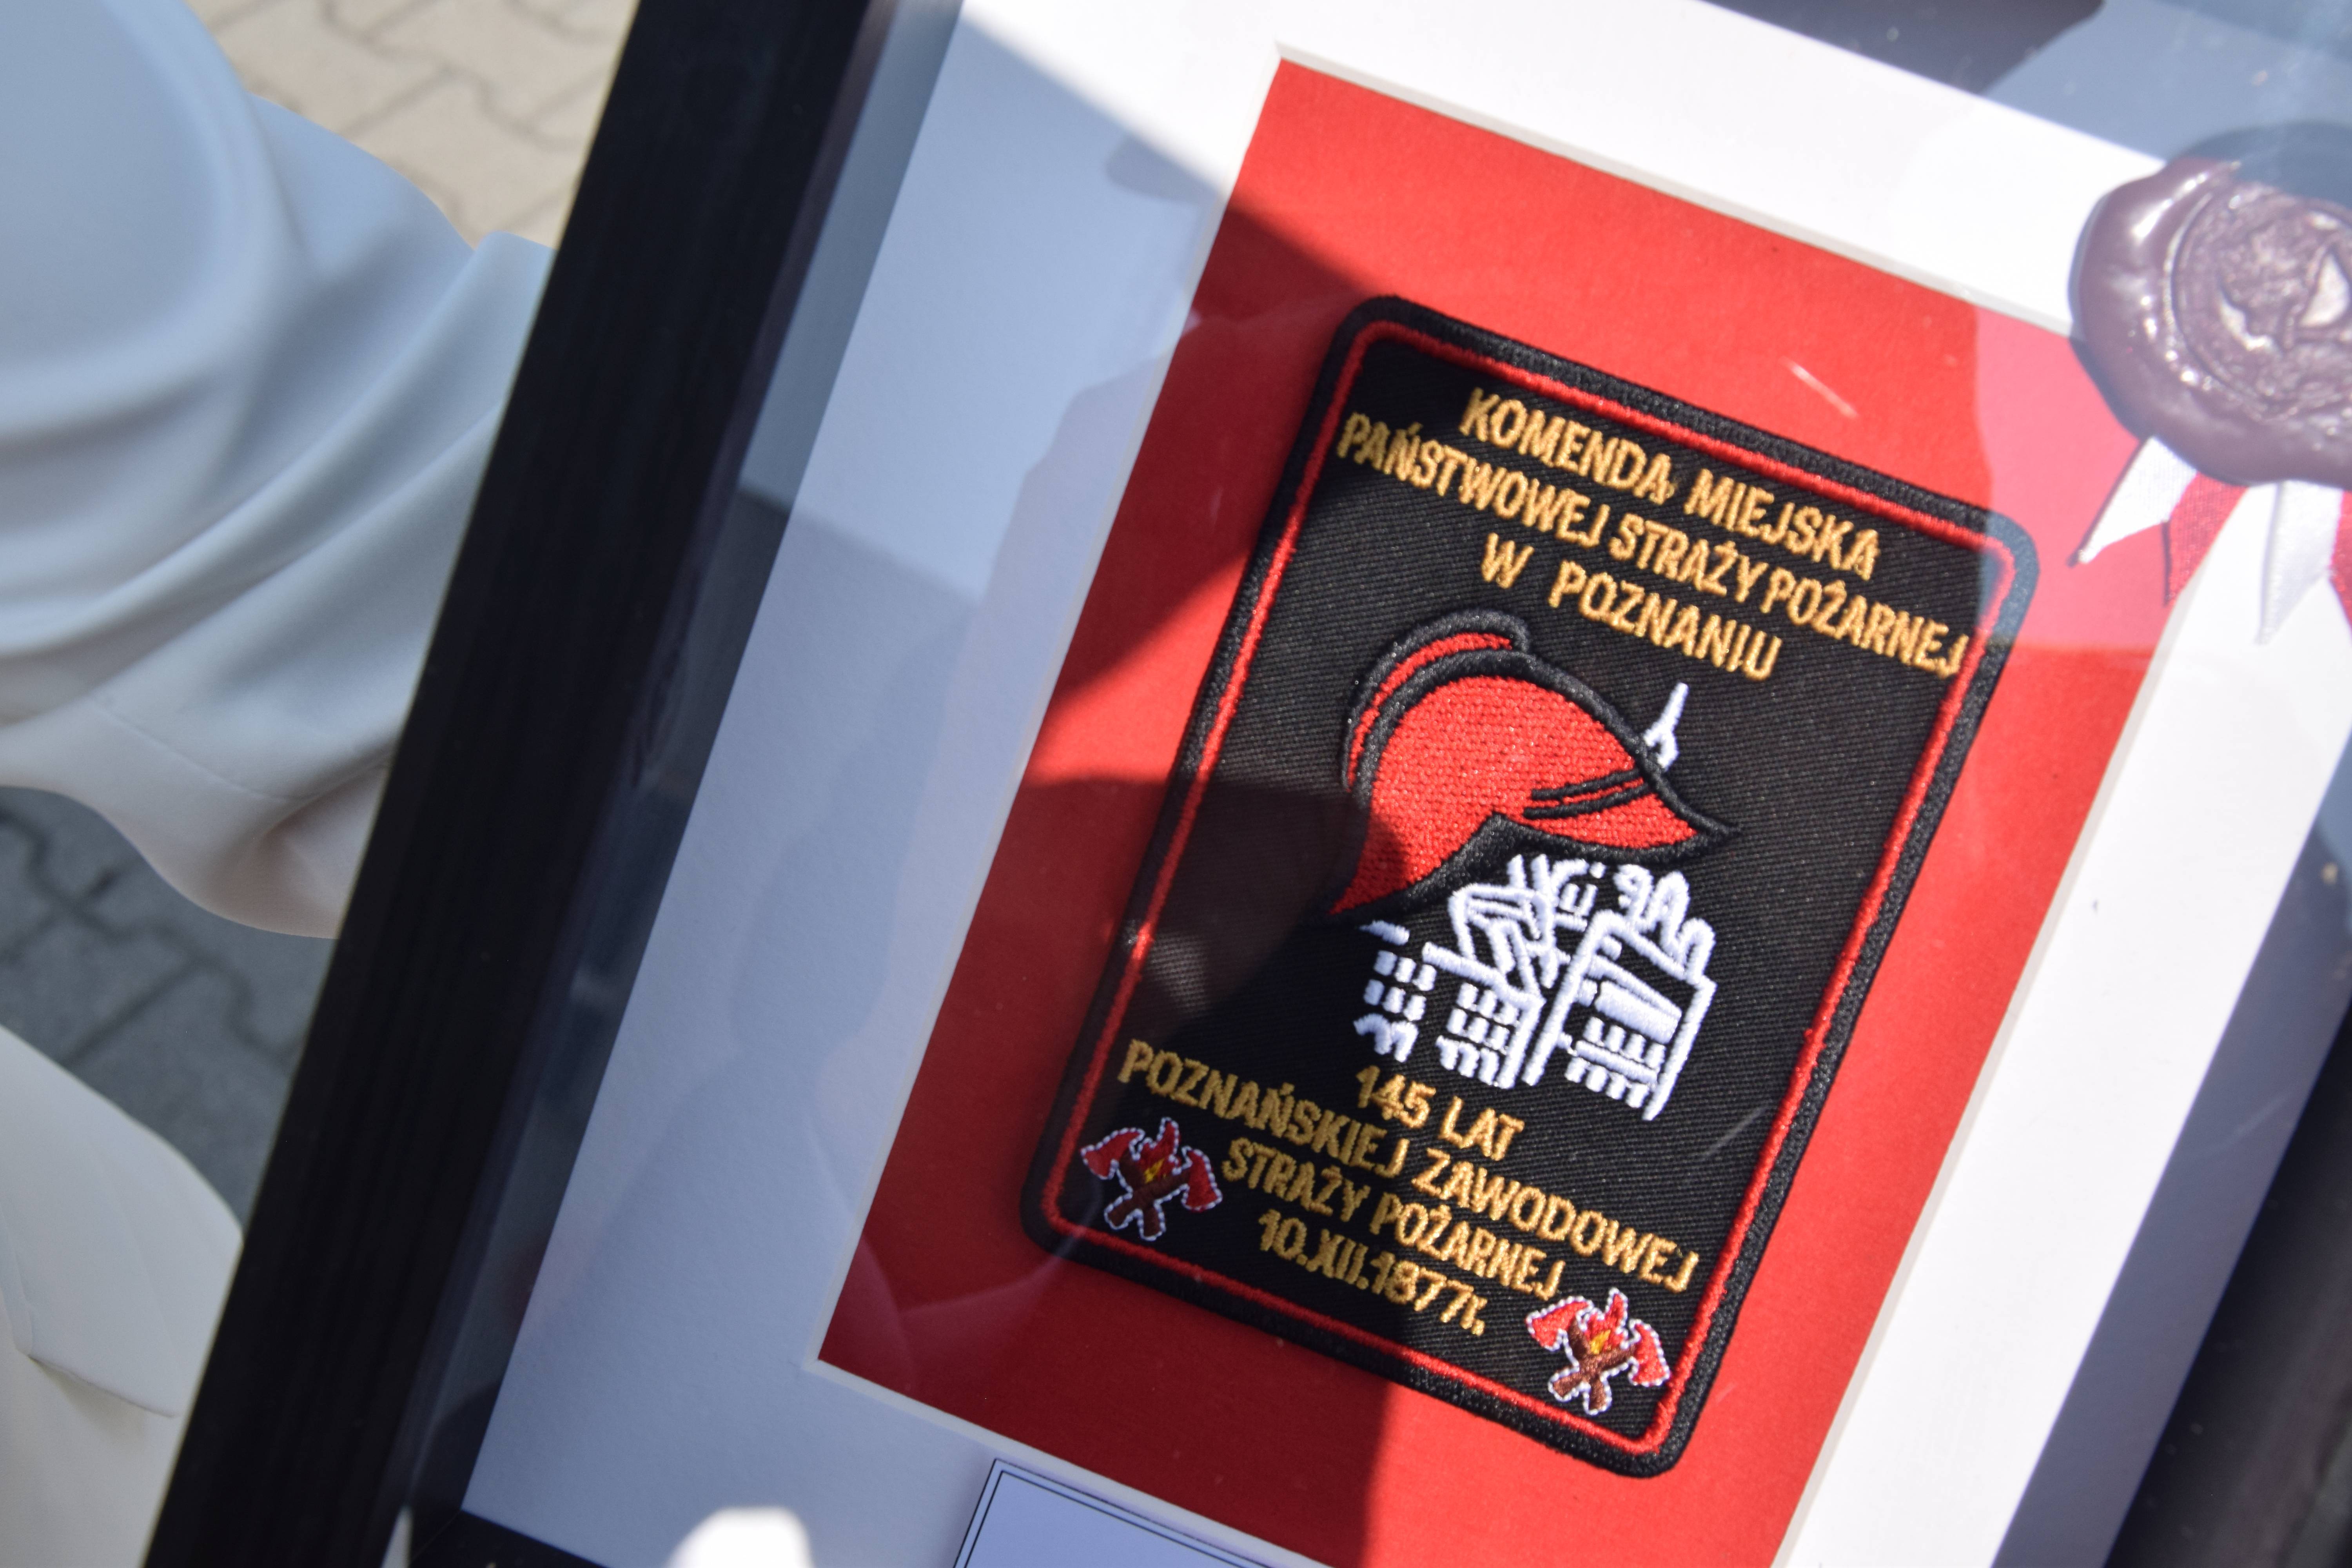 KOMENDA MIEJSKA
PAŃSTWOWEJ STRAŻY POŻARNEJ
W POZNANIU
145 LAT
POZNAŃSKIEJ ZAWODOWEJ
STRAŻY POŻARNEJ
10.XII.1877r.